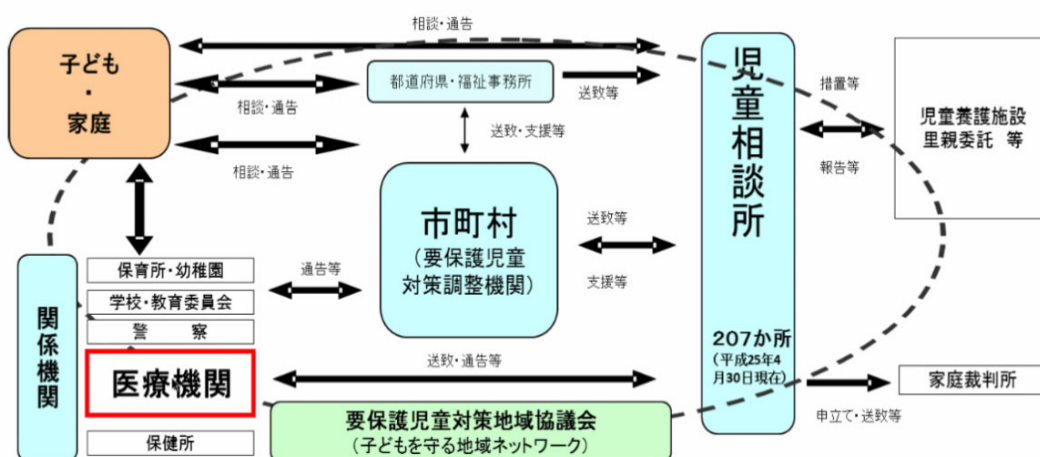 相談・通告
子ども
・
家庭
都道府県・福祉事務所
相談・通告
送致等
送致・支援等
相談・通告
児童相談所
措置等
児童養護施設
里親委託 等
報告等
市町村
(要保護児童
対策調整機関)
送致等
支援等
関係機関
保育所・幼稚園
学校・教育委員会
警 察
医療機関
保健所
通告等
送致・通告等
207か所
(平成25年4
月30日現在)
家庭裁判所
申立て・送致等
要保護児童対策地域協議会
(子どもを守る地域ネットワーク)